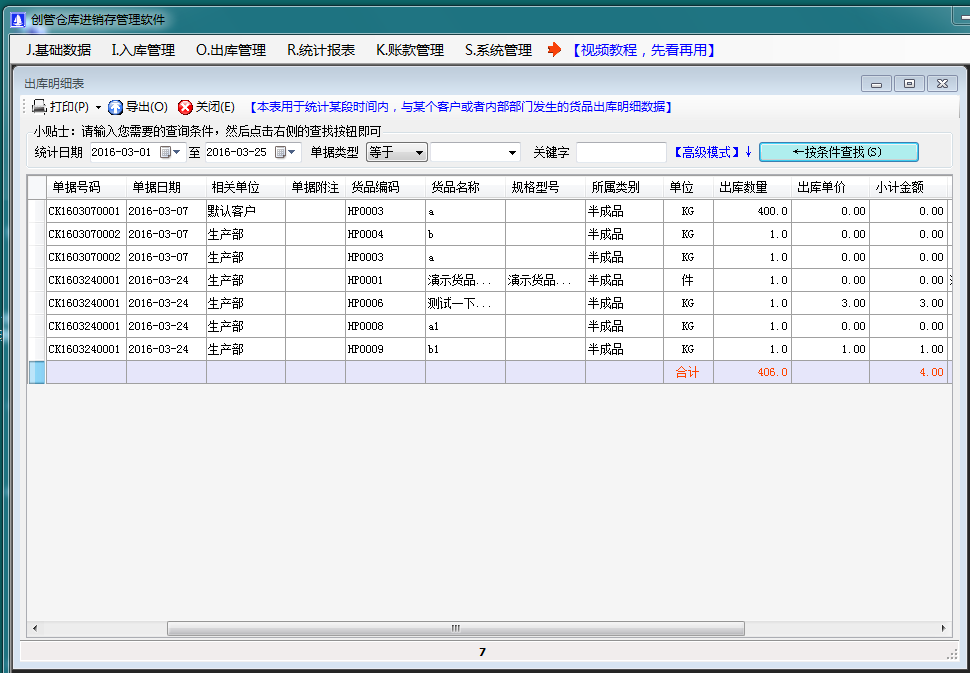 创管仓库进销存管理软件
J.基础数据 I.入库管理 O.出库管理 R.统计报表 K.账款管理 S.系统管理 【视频教程，先看再用】
出库明细表
打印(P) 导出(O) 关闭(E) 【本表用于统计某段时间内，与某个客户或者内部部门发生的货品出库明细数据】
小贴士：请输入您需要的查询条件，然后点击右侧的查找按钮即可
统计日期 2016-03-01 至 2016-03-25 单据类型 等于 关键字 【高级模式】↓ ←按条件查找(S)
单据号码 单据日期 相关单位 单据附注 货品编码 货品名称 规格型号 所属类别 单位 出库数量 出库单价 小计金额
CK1603070001 2016-03-07 默认客户 HP0003 a 半成品 KG 400.0 0.00 0.00
CK1603070002 2016-03-07 生产部 HP0004 b 半成品 KG 1.0 0.00 0.00
CK1603070002 2016-03-07 生产部 HP0003 a 半成品 KG 1.0 0.00 0.00
CK1603240001 2016-03-24 生产部 HP0001 演示货品... 演示货品... 半成品 件 1.0 0.00 0.00
CK1603240001 2016-03-24 生产部 HP0006 测试一下... 半成品 KG 1.0 3.00 3.00
CK1603240001 2016-03-24 生产部 HP0008 a1 半成品 KG 1.0 0.00 0.00
CK1603240001 2016-03-24 生产部 HP0009 b1 半成品 KG 1.0 1.00 1.00
合计 406.0 4.00
7